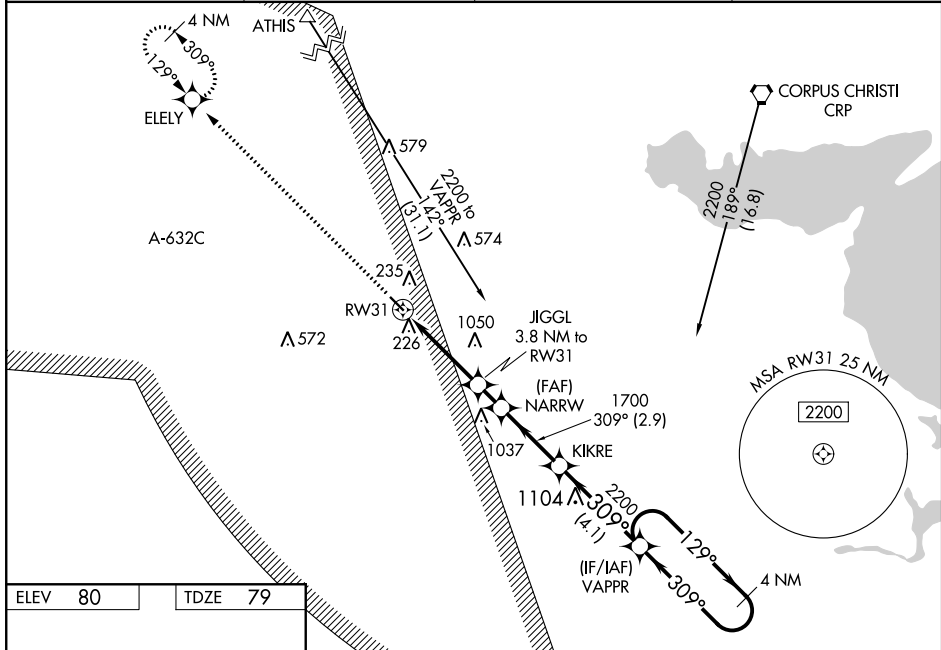 4 NM
309°
129°
ELELY
ATHIS
CORPUS CHRISTI
CRP
579
2200 to
VAPPR
142°
(31.1)
2200
189°
(16.8)
A-632C
574
235
RW31
226
572
1050
JIGGL
3.8 NM to
RW31
(FAF)
NARRW
1700
309° (2.9)
1037
KIKRE
1104
2200
309°
(4.1)
(IF/IAF)
VAPPR
129°
309°
4 NM
MSA RW31 25 NM
2200
ELEV 80
TDZE 79